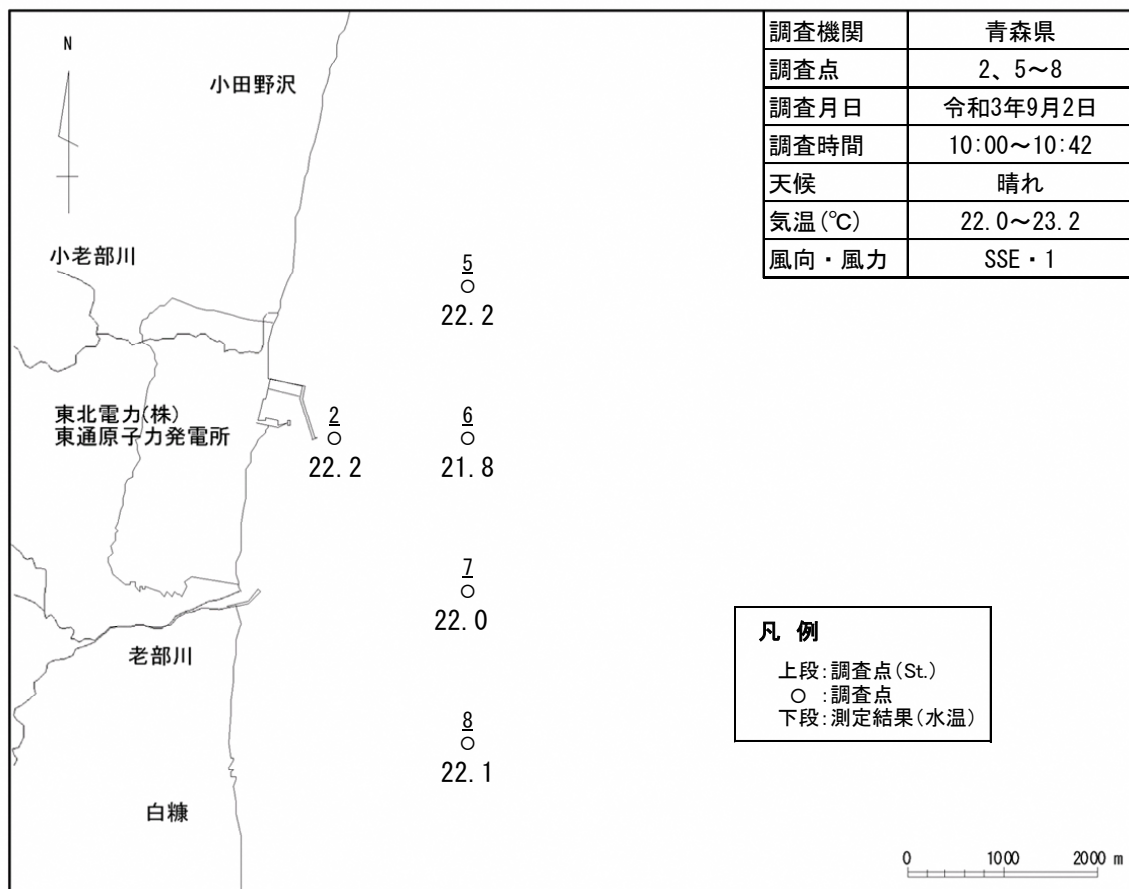 調査機関 青森県
調査点 2、5～8
調査月日 令和3年9月2日
調査時間 10:00～10:42
天候 晴れ
気温(℃) 22.0～23.2
風向・風力 SSE・1
N
小田野沢
小老部川
5
22.2
東北電力(株)
東通原子力発電所
2
22.2
6
21.8
7
22.0
老部川
8
22.1
白糠
凡 例
上段:調査点(St.)
○ :調査点
下段:測定結果(水温)
0 1000 2000 m